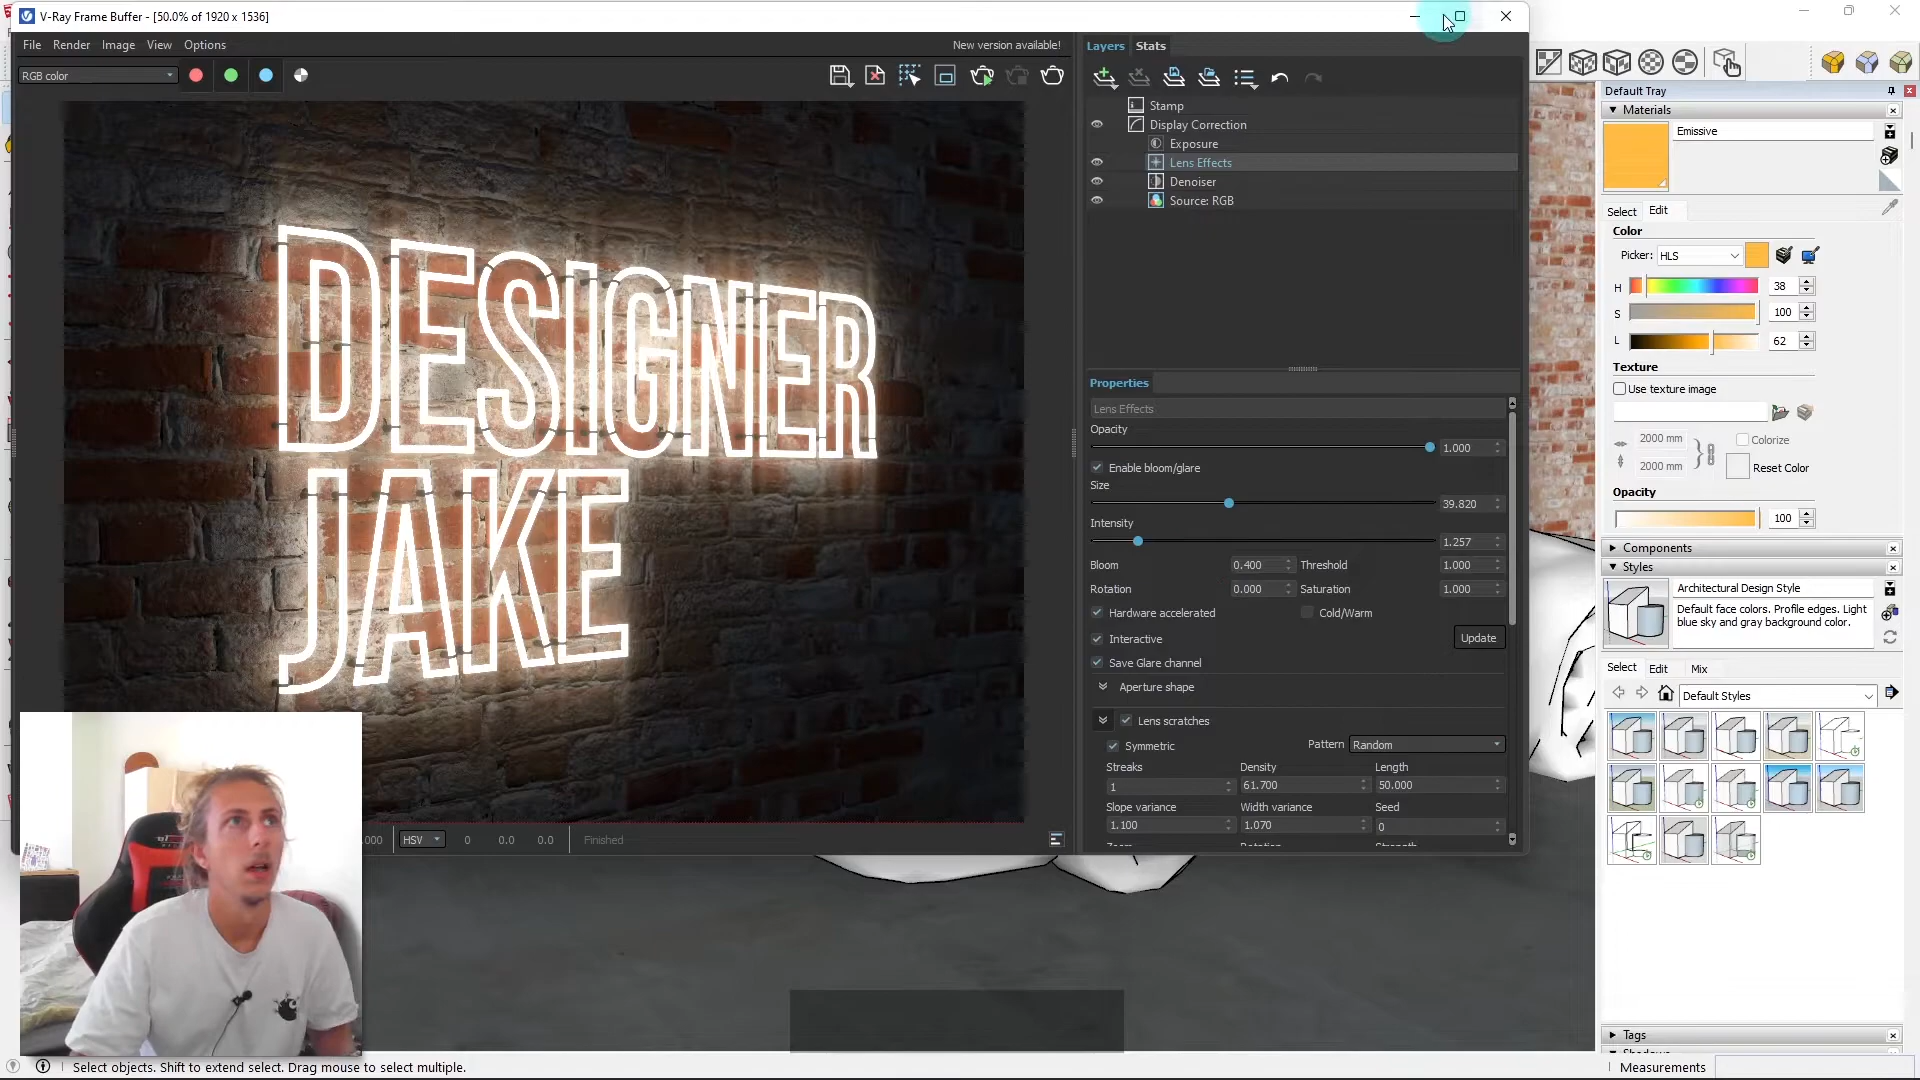 V-Ray Frame Buffer - [50.0% of 1920 x 1536]
File Render Image View Options
New version available!
RGB color
Layers Stats
Stamp
Display Correction
Exposure
Lens Effects
Denoiser
Source: RGB
DESIGNER
JAKE
Properties
Lens Effects
Opacity
1.000
Enable bloom/glare
Size
39.820
Intensity
1.257
Bloom 0.400 Threshold 1.000
Rotation 0.000 Saturation 1.000
Hardware accelerated Cold/Warm
Interactive Update
Save Glare channel
Aperture shape
Lens scratches
Symmetric Pattern Random
Streaks Density Length
1 61.700 50.000
Slope variance Width variance Seed
1.100 1.070 0
.000 HSV 0 0.0 0.0 Finished
Default Tray
Materials
Emissive
Select Edit
Color
Picker: HLS
H 38
S 100
L 62
Texture
Use texture image
2000 mm Colorize
2000 mm Reset Color
Opacity
100
Components
Styles
Architectural Design Style
Default face colors. Profile edges. Light
blue sky and gray background color.
Select Edit Mix
Default Styles
Tags
Select objects. Shift to extend select. Drag mouse to select multiple.
Measurements